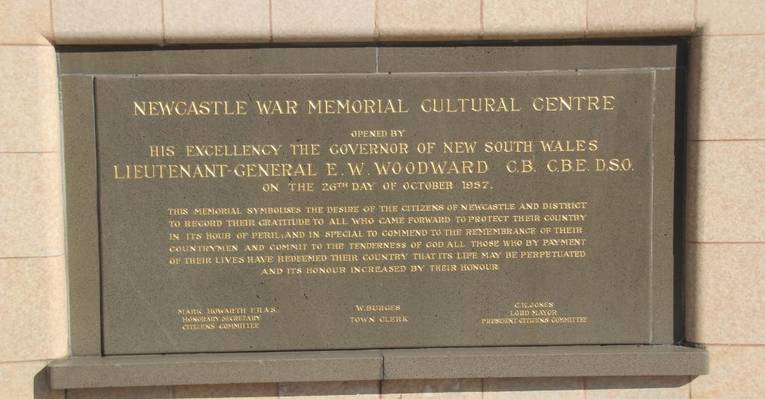 NEWCASTLE WAR MEMORIAL CULTURAL CENTRE
OPENED BY
HIS EXCELLENCY THE GOVERNOR OF NEW SOUTH WALES
LIEUTENANT-GENERAL E. W. WOODWARD C.B. C.B.E. D.S.O.
ON THE 26TH DAY OF OCTOBER 1957.
THIS MEMORIAL SYMBOLISES THE DESIRE OF THE CITIZENS OF NEWCASTLE AND DISTRICT
TO RECORD THEIR GRATITUDE TO ALL WHO CAME FORWARD TO PROTECT THEIR COUNTRY
IN ITS HOUR OF PERIL; AND IN SPECIAL TO COMMEND TO THE REMEMBRANCE OF THEIR
COUNTRYMEN AND COMMIT TO THE TENDERNESS OF GOD ALL THOSE WHO BY PAYMENT
OF THEIR LIVES HAVE REDEEMED THEIR COUNTRY THAT ITS LIFE MAY BE PERPETUATED
AND ITS HONOUR INCREASED BY THEIR HONOUR
MARK HOWARTH F.R.A.S.
HONORARY SECRETARY
CITIZENS COMMITTEE
W. BURGES
TOWN CLERK
C.W. JONES
LORD MAYOR
PRESIDENT CITIZENS COMMITTEE